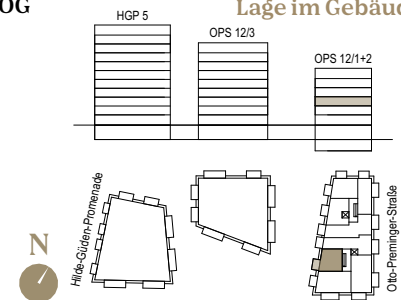 OG
Lage im Gebäud
HGP 5
OPS 12/3
OPS 12/1+2
Hilde-Güden-Promenade
Otto-Preminger-Straße
N